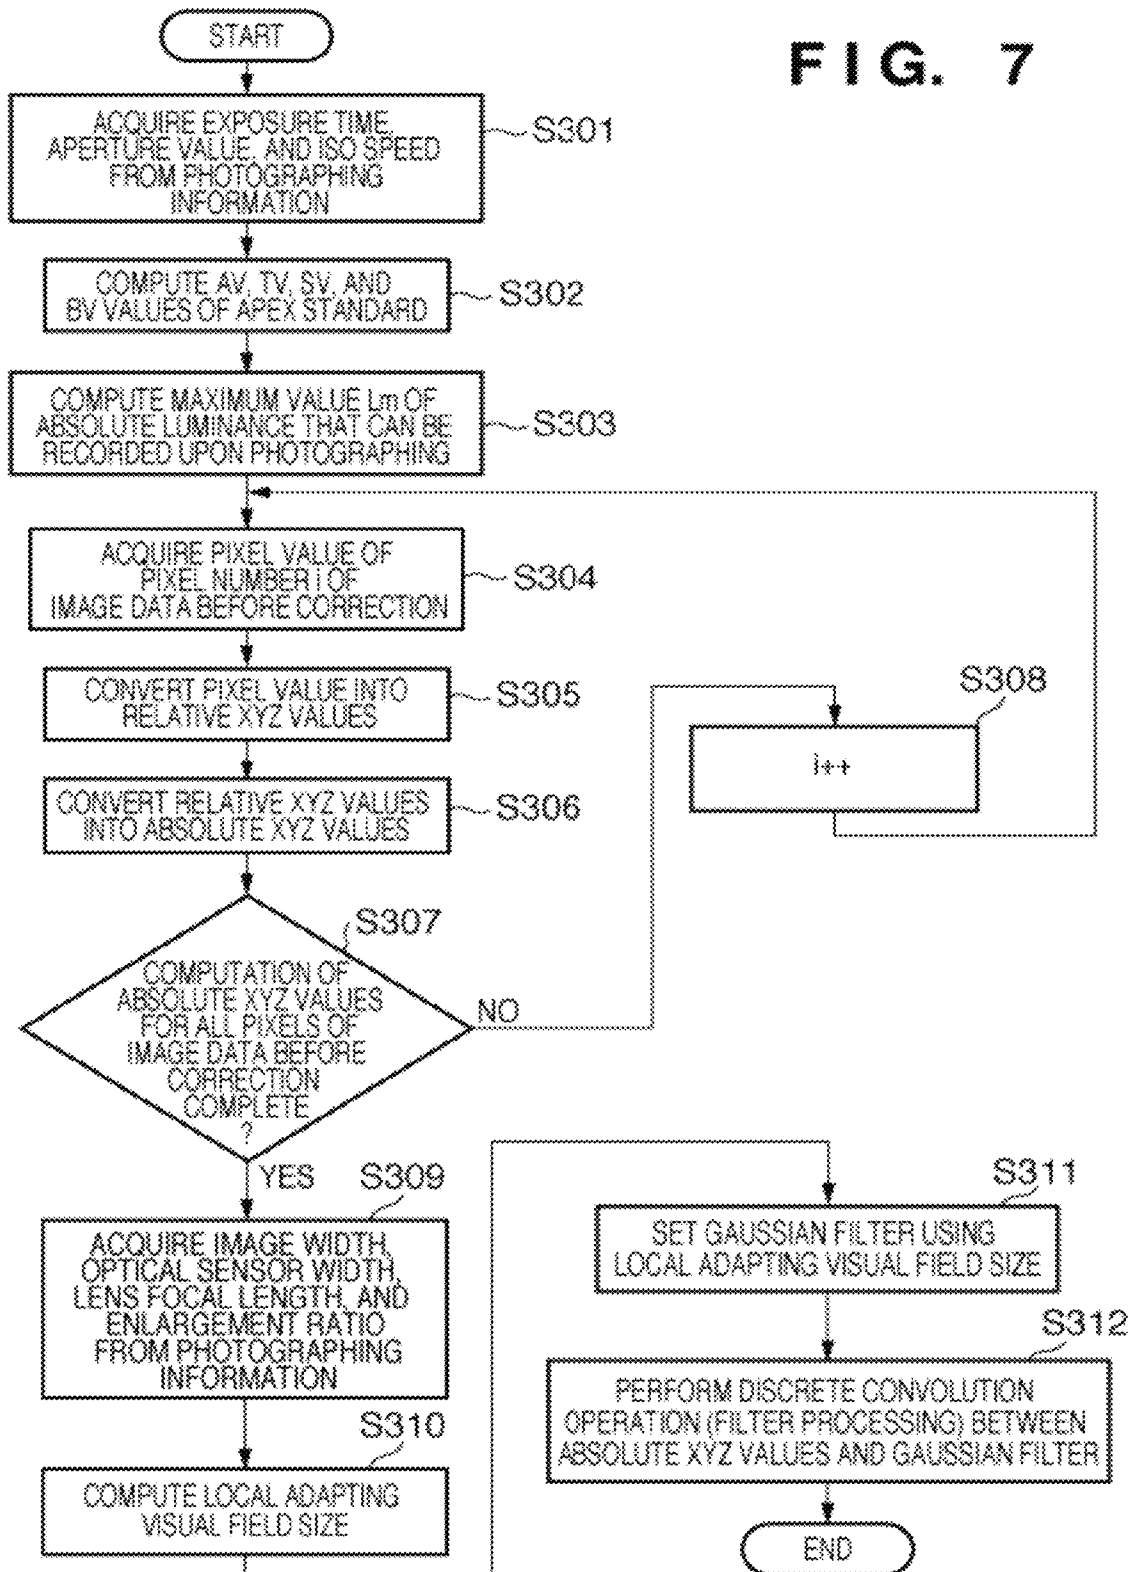 FIG. 7
START
ACQUIRE EXPOSURE TIME,
APERTURE VALUE, AND ISO SPEED
FROM PHOTOGRAPHING
INFORMATION
S301
COMPUTE AV, TV, SV, AND
BV VALUES OF APEX STANDARD
S302
COMPUTE MAXIMUM VALUE Lm OF
ABSOLUTE LUMINANCE THAT CAN BE
RECORDED UPON PHOTOGRAPHING
S303
ACQUIRE PIXEL VALUE OF
PIXEL NUMBER i OF
IMAGE DATA BEFORE CORRECTION
S304
CONVERT PIXEL VALUE INTO
RELATIVE XYZ VALUES
S305
CONVERT RELATIVE XYZ VALUES
INTO ABSOLUTE XYZ VALUES
S306
S308
i++
S307
COMPUTATION OF
ABSOLUTE XYZ VALUES
FOR ALL PIXELS OF
IMAGE DATA BEFORE
CORRECTION
COMPLETE
?
NO
YES
S309
ACQUIRE IMAGE WIDTH,
OPTICAL SENSOR WIDTH,
LENS FOCAL LENGTH, AND
ENLARGEMENT RATIO
FROM PHOTOGRAPHING
INFORMATION
S310
COMPUTE LOCAL ADAPTING
VISUAL FIELD SIZE
S311
SET GAUSSIAN FILTER USING
LOCAL ADAPTING VISUAL FIELD SIZE
S312
PERFORM DISCRETE CONVOLUTION
OPERATION (FILTER PROCESSING) BETWEEN
ABSOLUTE XYZ VALUES AND GAUSSIAN FILTER
END